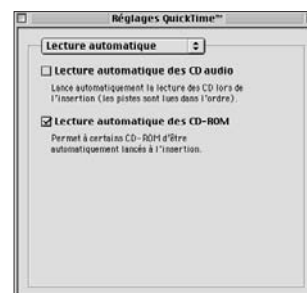 Réglages QuickTime™
Lecture automatique
Lecture automatique des CD audio
Lance automatiquement la lecture des CD lors de
l'insertion (les pistes sont lues dans l'ordre).
Lecture automatique des CD-ROM
Permet à certains CD-ROM d'être
automatiquement lancés à l'insertion.